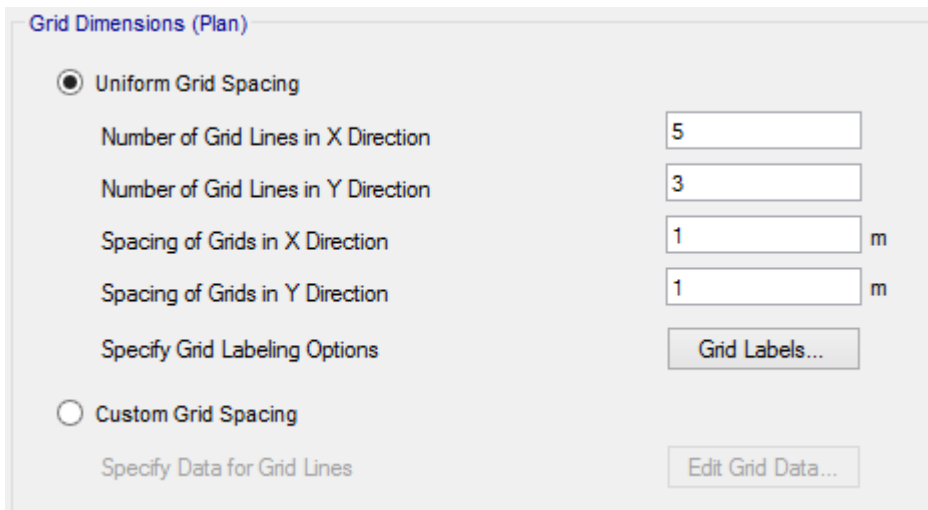 Grid Dimensions (Plan)
Uniform Grid Spacing
Number of Grid Lines in X Direction 5
Number of Grid Lines in Y Direction 3
Spacing of Grids in X Direction 1 m
Spacing of Grids in Y Direction 1 m
Specify Grid Labeling Options Grid Labels...
Custom Grid Spacing
Specify Data for Grid Lines Edit Grid Data...